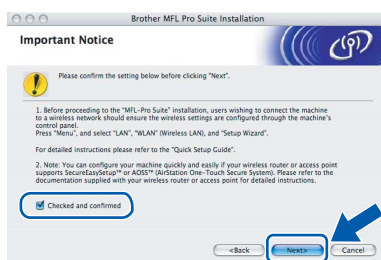 Brother MFL Pro Suite Installation
Important Notice
Please confirm the setting below before clicking "Next".
1. Before proceeding to the "MFL-Pro Suite" installation, users wishing to connect the machine
to a wireless network should ensure the wireless settings are configured through the machine's
control panel.
Press "Menu", and select "LAN", "WLAN" (Wireless LAN), and "Setup Wizard".
For detailed instructions please refer to the "Quick Setup Guide".
2. Note: You can configure your machine quickly and easily if your wireless router or access point
supports SecureEasySetup™ or AOSS™ (AirStation One-Touch Secure System). Please refer to the
documentation supplied with your wireless router or access point for detailed instructions.
Checked and confirmed
<Back Next> Cancel